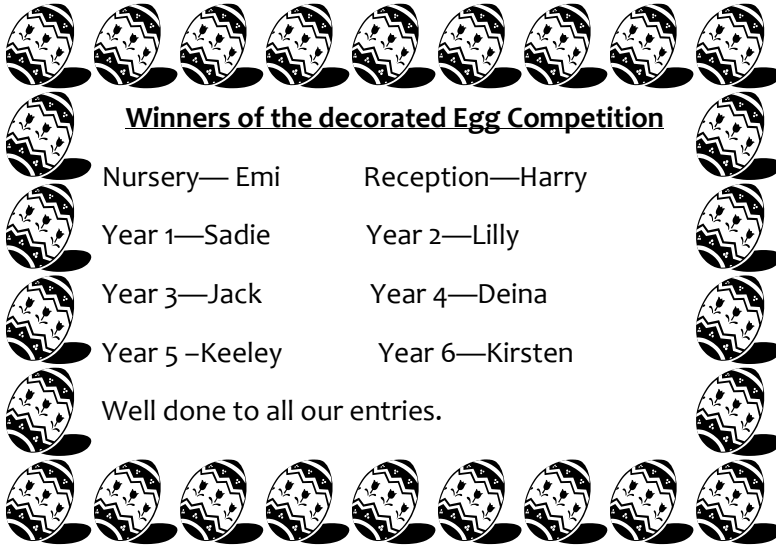 Winners of the decorated Egg Competition
Nursery— Emi Reception—Harry
Year 1—Sadie Year 2—Lilly
Year 3—Jack Year 4—Deina
Year 5 –Keeley Year 6—Kirsten
Well done to all our entries.